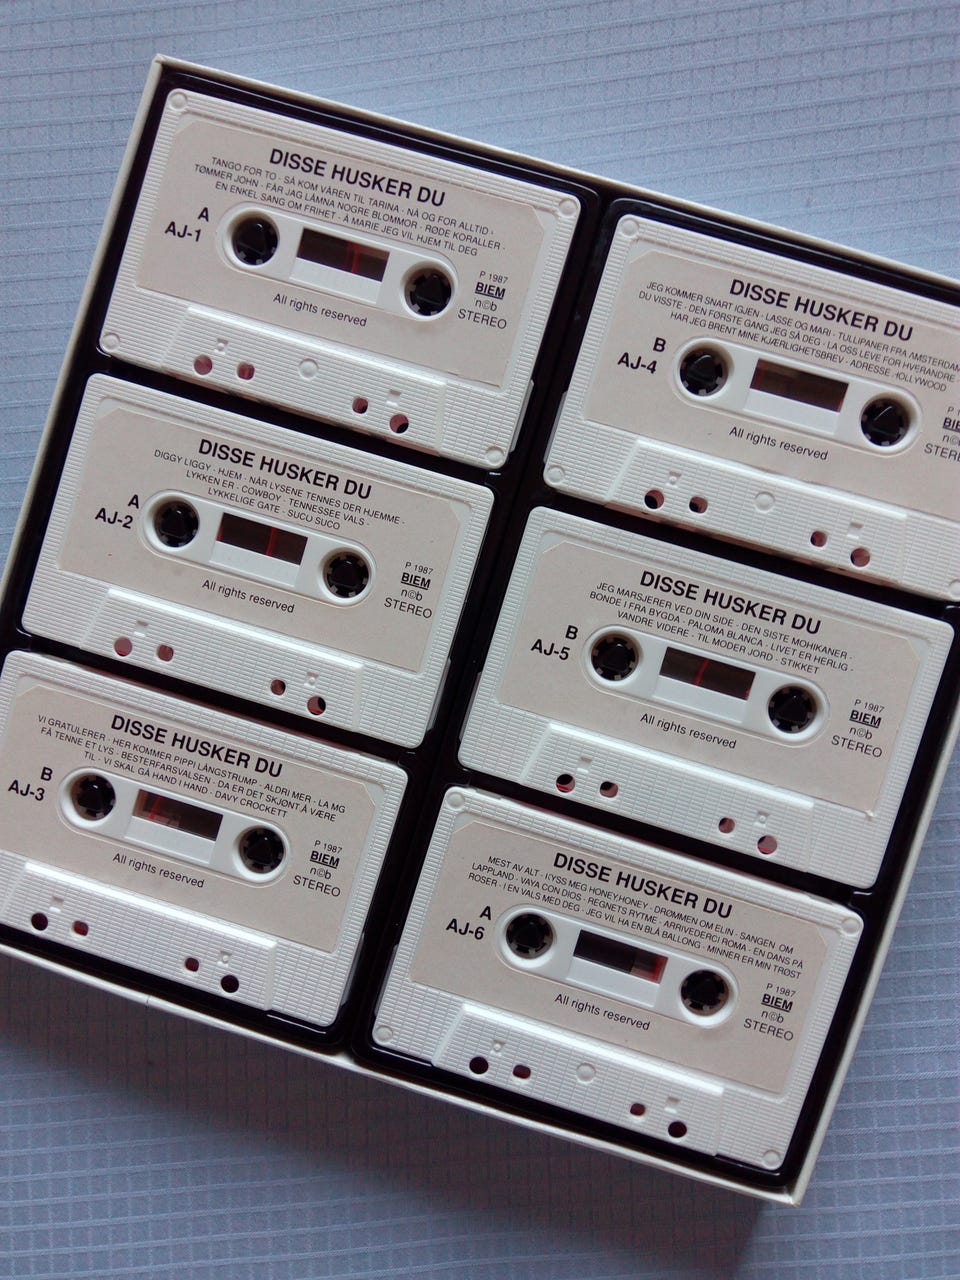 DISSE HUSKER DU
TANGO FOR TO - SÅ KOM VÅREN TIL TARINA - NÅ OG FOR ALLTID -
TØMMER JOHN - FÅR JAG LÄMNA NOGRE BLOMMOR - RØDE KORALLER -
EN ENKEL SANG OM FRIHET - Å MARIE JEG VIL HJEM TIL DEG
A
AJ-1
P 1987
BIEM
n©b
STEREO
All rights reserved
DISSE HUSKER DU
DIGGY LIGGY - HJEM - NÅR LYSENE TENNES DER HJEMME -
LYKKEN ER - COWBOY - TENNESSEE VALS -
LYKKELIGE GATE - SUCU SUCO
A
AJ-2
P 1987
BIEM
n©b
STEREO
All rights reserved
DISSE HUSKER DU
VI GRATULERER - HER KOMMER PIPPI LÅNGSTRUMP - ALDRI MER - LA MG
FÅ TENNE ET LYS - BESTERFARSVALSEN - DA ER DET SKJØNT Å VÆRE
TIL - VI SKAL GÅ HAND I HAND - DAVY CROCKETT
B
AJ-3
P 1987
BIEM
n©b
STEREO
All rights reserved
DISSE HUSKER DU
JEG KOMMER SNART IGJEN - LASSE OG MARI - TULLIPANER FRA AMSTERDAM
DU VISSTE - DEN FØRSTE GANG JEG SÅ DEG - LA OSS LEVE FOR HVERANDRE -
HAR JEG BRENT MINE KJÆRLIGHETSBREV - ADRESSE HOLLYWOOD
B
AJ-4
P 1
BIE
n©
STERE
All rights reserved
DISSE HUSKER DU
JEG MARSJERER VED DIN SIDE - DEN SISTE MOHIKANER -
BONDE I FRA BYGDA - PALOMA BLANCA - LIVET ER HERLIG -
VANDRE VIDERE - TIL MODER JORD - STIKKET
B
AJ-5
P 1987
BIEM
n©b
STEREO
All rights reserved
DISSE HUSKER DU
MEST AV ALT - KYSS MEG HONEY,HONEY - DRØMMEN OM ELIN - SANGEN OM
LAPPLAND - VAYA CON DIOS - REGNETS RYTME - ARRIVEDERCI ROMA - EN DANS PÅ
ROSER - I EN VALS MED DEG - JEG VIL HA EN BLÅ BALLONG - MINNER ER MIN TRØST
A
AJ-6
P 1987
BIEM
n©b
STEREO
All rights reserved